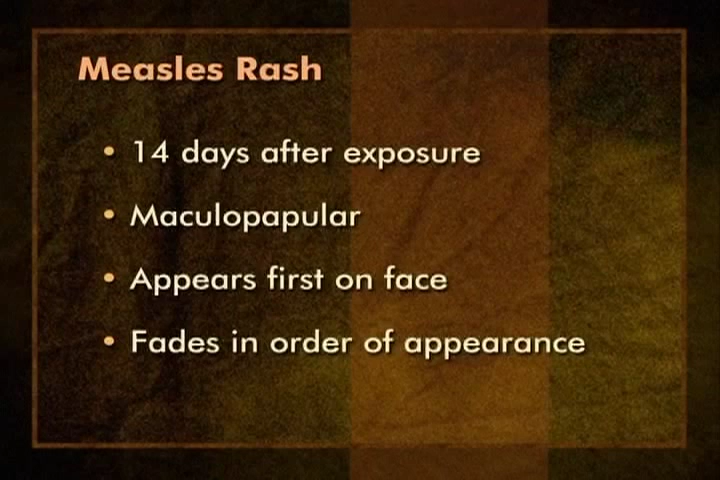 Measles Rash
• 14 days after exposure
• Maculopapular
• Appears first on face
• Fades in order of appearance